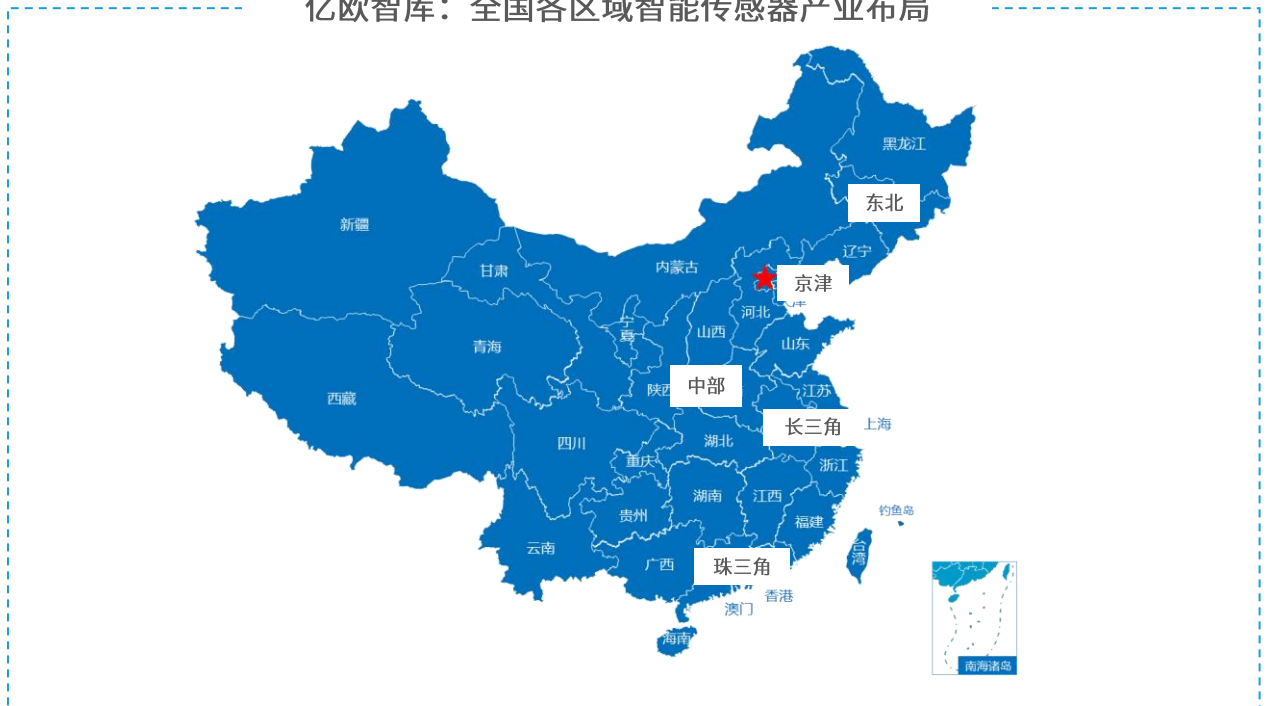 亿欧智库：全国各区域智能传感器产业布局
黑龙江
东北
新疆
辽宁
内蒙古
甘肃
京津
河北
宁夏
山西
山东
青海
陕西
中部
江苏
西藏
长三角
上海
四川
湖北
重庆
浙江
湖南
江西
钓鱼岛
贵州
福建
云南
台湾
广西
珠三角
香港
澳门
海南
南海诸岛